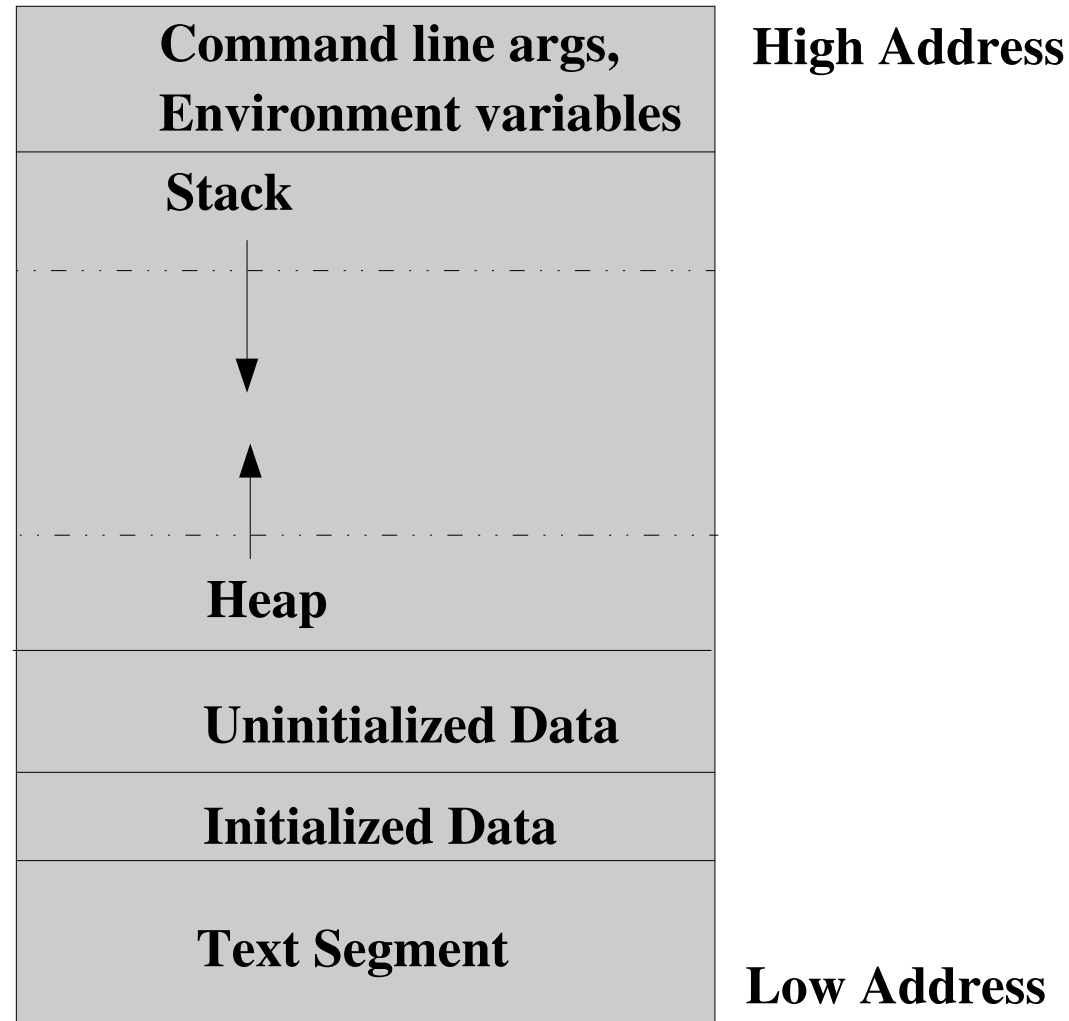 Command line args,
Environment variables
High Address
Stack
Heap
Uninitialized Data
Initialized Data
Text Segment
Low Address